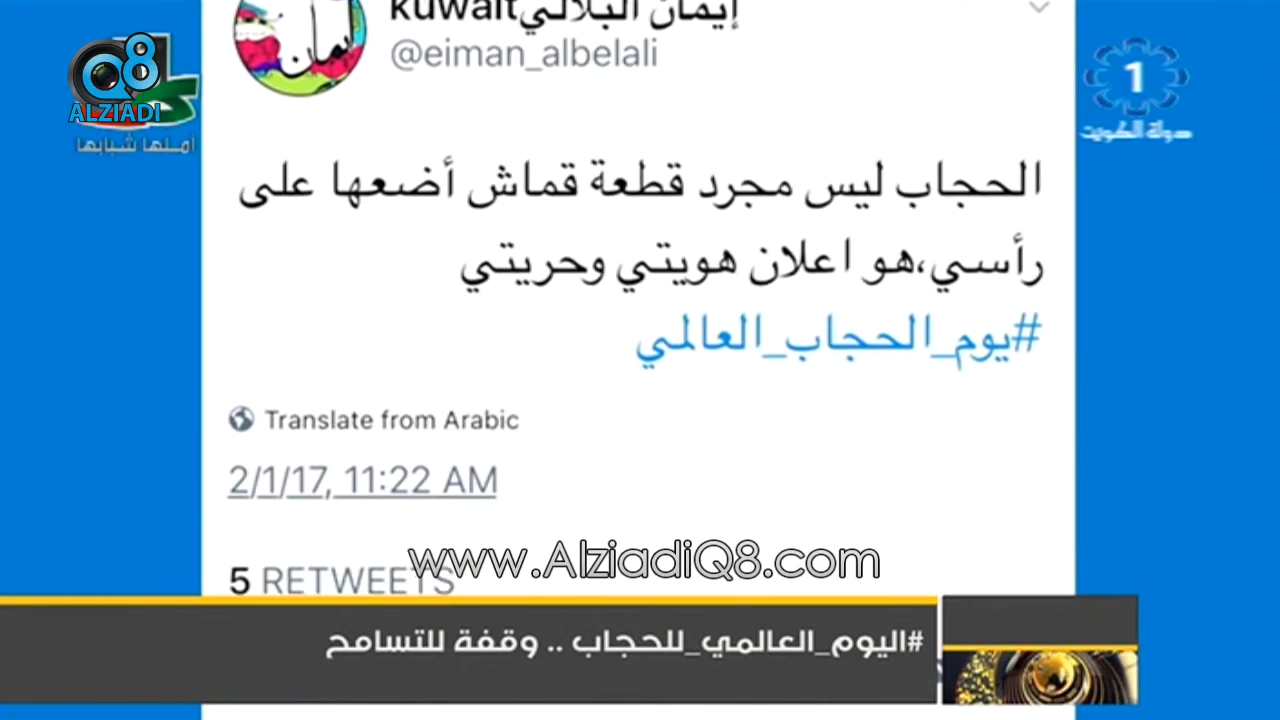 إيمان البلاليkuwait
@eiman_albelali
إيمان
Q8
ALZIADI
أملها شبابها
1
دولة الكويت
الحجاب ليس مجرد قطعة قماش أضعها على
رأسي،هو اعلان هويتي وحريتي
#يوم_الحجاب_العالمي
Translate from Arabic
2/1/17, 11:22 AM
www.AlziadiQ8.com
5 RETWEETS
#اليوم_العالمي_للحجاب .. وقفة للتسامح